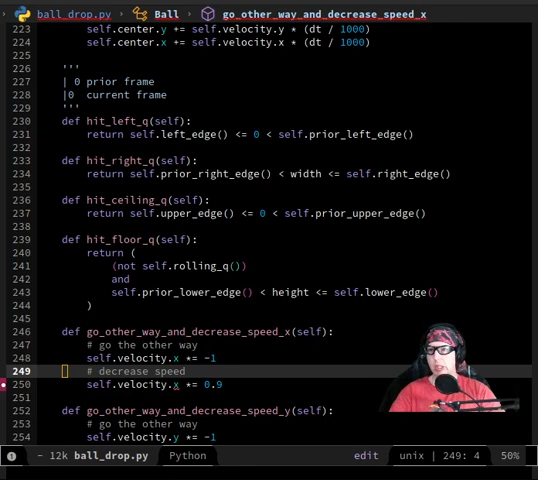 ball_drop.py > Ball > go_other_way_and_decrease_speed_x
223 self.center.y += self.velocity.y * (dt / 1000)
224 self.center.x += self.velocity.x * (dt / 1000)
225
226 '''
227 | 0 prior frame
228 |0  current frame
229 '''
230 def hit_left_q(self):
231 return self.left_edge() <= 0 < self.prior_left_edge()
232
233 def hit_right_q(self):
234 return self.prior_right_edge() < width <= self.right_edge()
235
236 def hit_ceiling_q(self):
237 return self.upper_edge() <= 0 < self.prior_upper_edge()
238
239 def hit_floor_q(self):
240 return (
241 (not self.rolling_q())
242 and
243 self.prior_lower_edge() < height <= self.lower_edge()
244 )
245
246 def go_other_way_and_decrease_speed_x(self):
247 # go the other way
248 self.velocity.x *= -1
249 # decrease speed
250 self.velocity.x *= 0.9
251
252 def go_other_way_and_decrease_speed_y(self):
253 # go the other way
254 self.velocity.y *= -1
1 - 12k ball_drop.py Python edit unix | 249: 4 50%